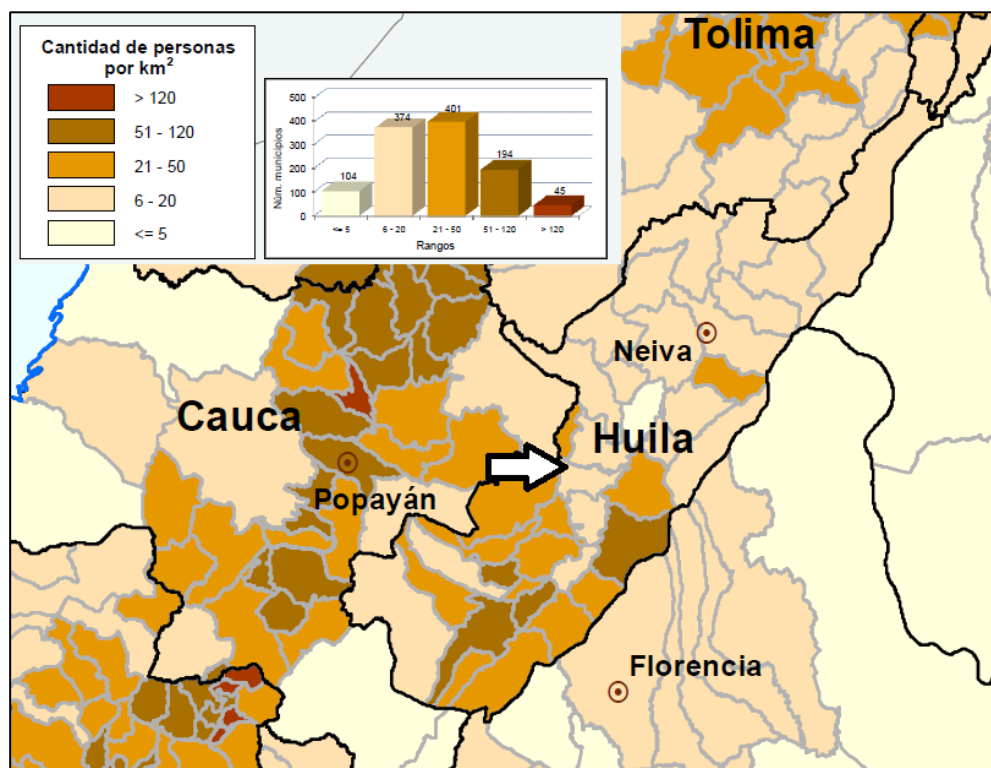 Cantidad de personas
por km²
> 120
51 - 120
21 - 50
6 - 20
<= 5
500
400
300
200
100
0
Núm. municipios
104
374
401
194
45
<= 5
6 - 20
21 - 50
51 - 120
> 120
Rangos
Tolima
Neiva
Cauca
Huila
Popayán
Florencia